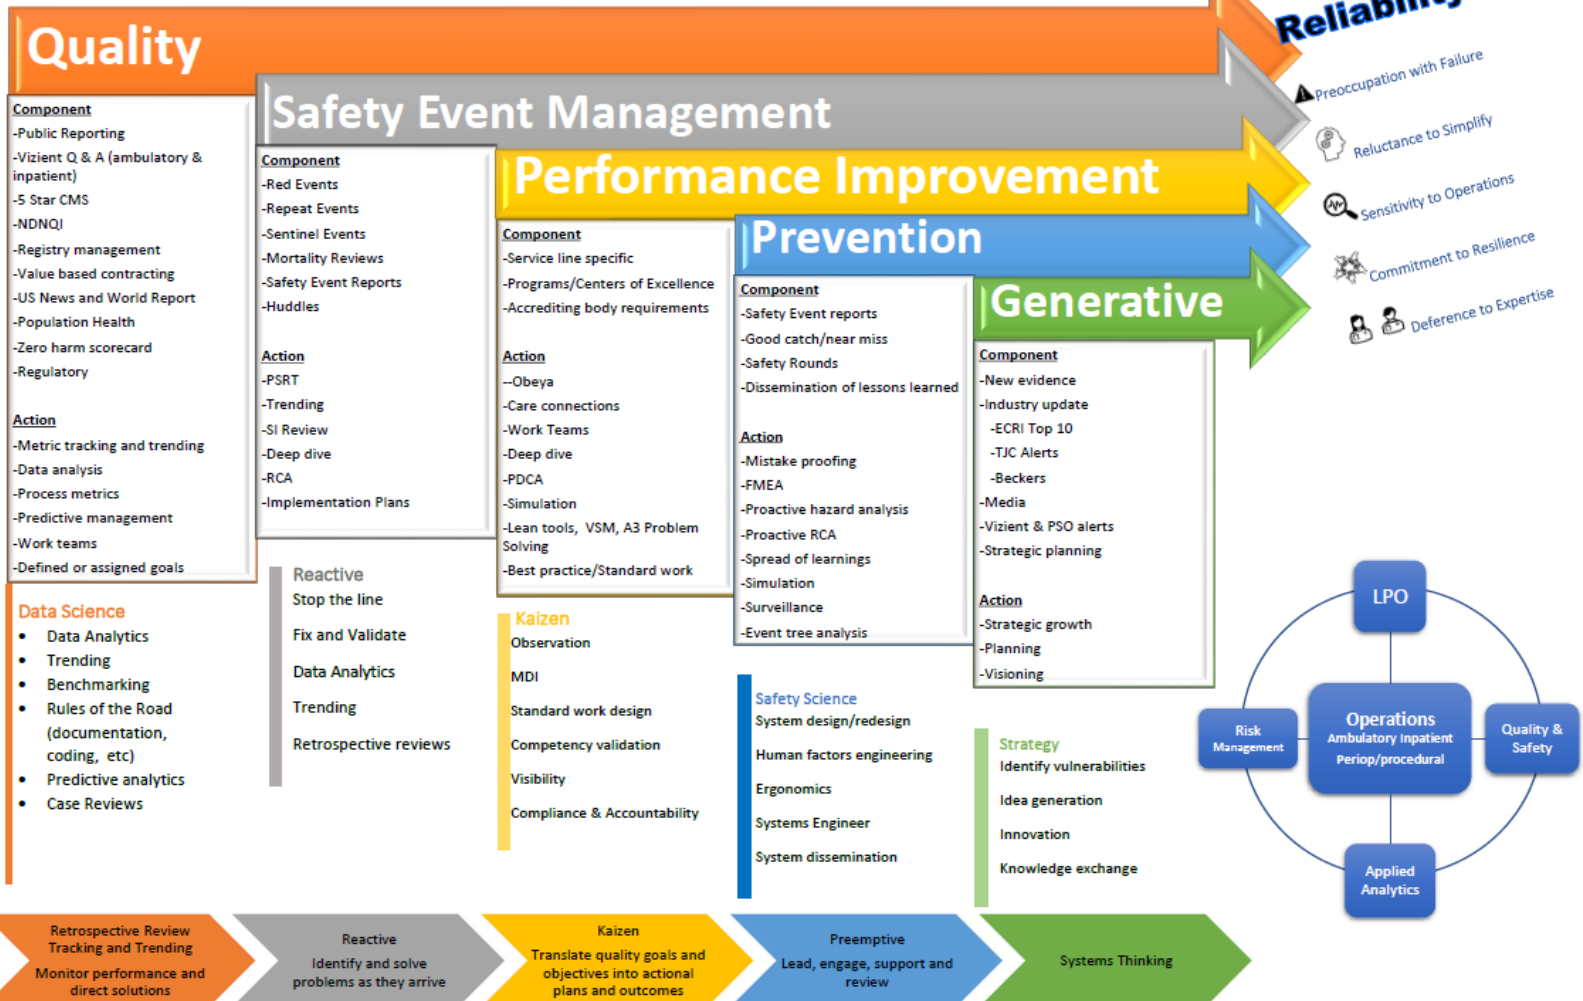 Quality
Component
-Public Reporting
-Vizient Q & A (ambulatory &
inpatient)
-5 Star CMS
-NDNQI
-Registry management
-Value based contracting
-US News and World Report
-Population Health
-Zero harm scorecard
-Regulatory
Action
-Metric tracking and trending
-Data analysis
-Process metrics
-Predictive management
-Work teams
-Defined or assigned goals
Data Science
• Data Analytics
• Trending
• Benchmarking
• Rules of the Road
(documentation,
coding, etc)
• Predictive analytics
• Case Reviews
Safety Event Management
Component
-Red Events
-Repeat Events
-Sentinel Events
-Mortality Reviews
-Safety Event Reports
-Huddles
Action
-PSRT
-Trending
-SI Review
-Deep dive
-RCA
-Implementation Plans
Reactive
Stop the line
Fix and Validate
Data Analytics
Trending
Retrospective reviews
Performance Improvement
Component
-Service line specific
-Programs/Centers of Excellence
-Accrediting body requirements
Action
--Obeya
-Care connections
-Work Teams
-Deep dive
-PDCA
-Simulation
-Lean tools, VSM, A3 Problem
Solving
-Best practice/Standard work
Kaizen
Observation
MDI
Standard work design
Competency validation
Visibility
Compliance & Accountability
Prevention
Component
-Safety Event reports
-Good catch/near miss
-Safety Rounds
-Dissemination of lessons learned
Action
-Mistake proofing
-FMEA
-Proactive hazard analysis
-Proactive RCA
-Spread of learnings
-Simulation
-Surveillance
-Event tree analysis
Safety Science
System design/redesign
Human factors engineering
Ergonomics
Systems Engineer
System dissemination
Generative
Component
-New evidence
-Industry update
-ECRI Top 10
-TJC Alerts
-Beckers
-Media
-Vizient & PSO alerts
-Strategic planning
Action
-Strategic growth
-Planning
-Visioning
Strategy
Identify vulnerabilities
Idea generation
Innovation
Knowledge exchange
Reliability
Preoccupation with Failure
Reluctance to Simplify
Sensitivity to Operations
Commitment to Resilience
Deference to Expertise
LPO
Risk
Management
Operations
Ambulatory Inpatient
Periop/procedural
Quality &
Safety
Applied
Analytics
Retrospective Review
Tracking and Trending
Monitor performance and
direct solutions
Reactive
Identify and solve
problems as they arrive
Kaizen
Translate quality goals and
objectives into actional
plans and outcomes
Preemptive
Lead, engage, support and
review
Systems Thinking